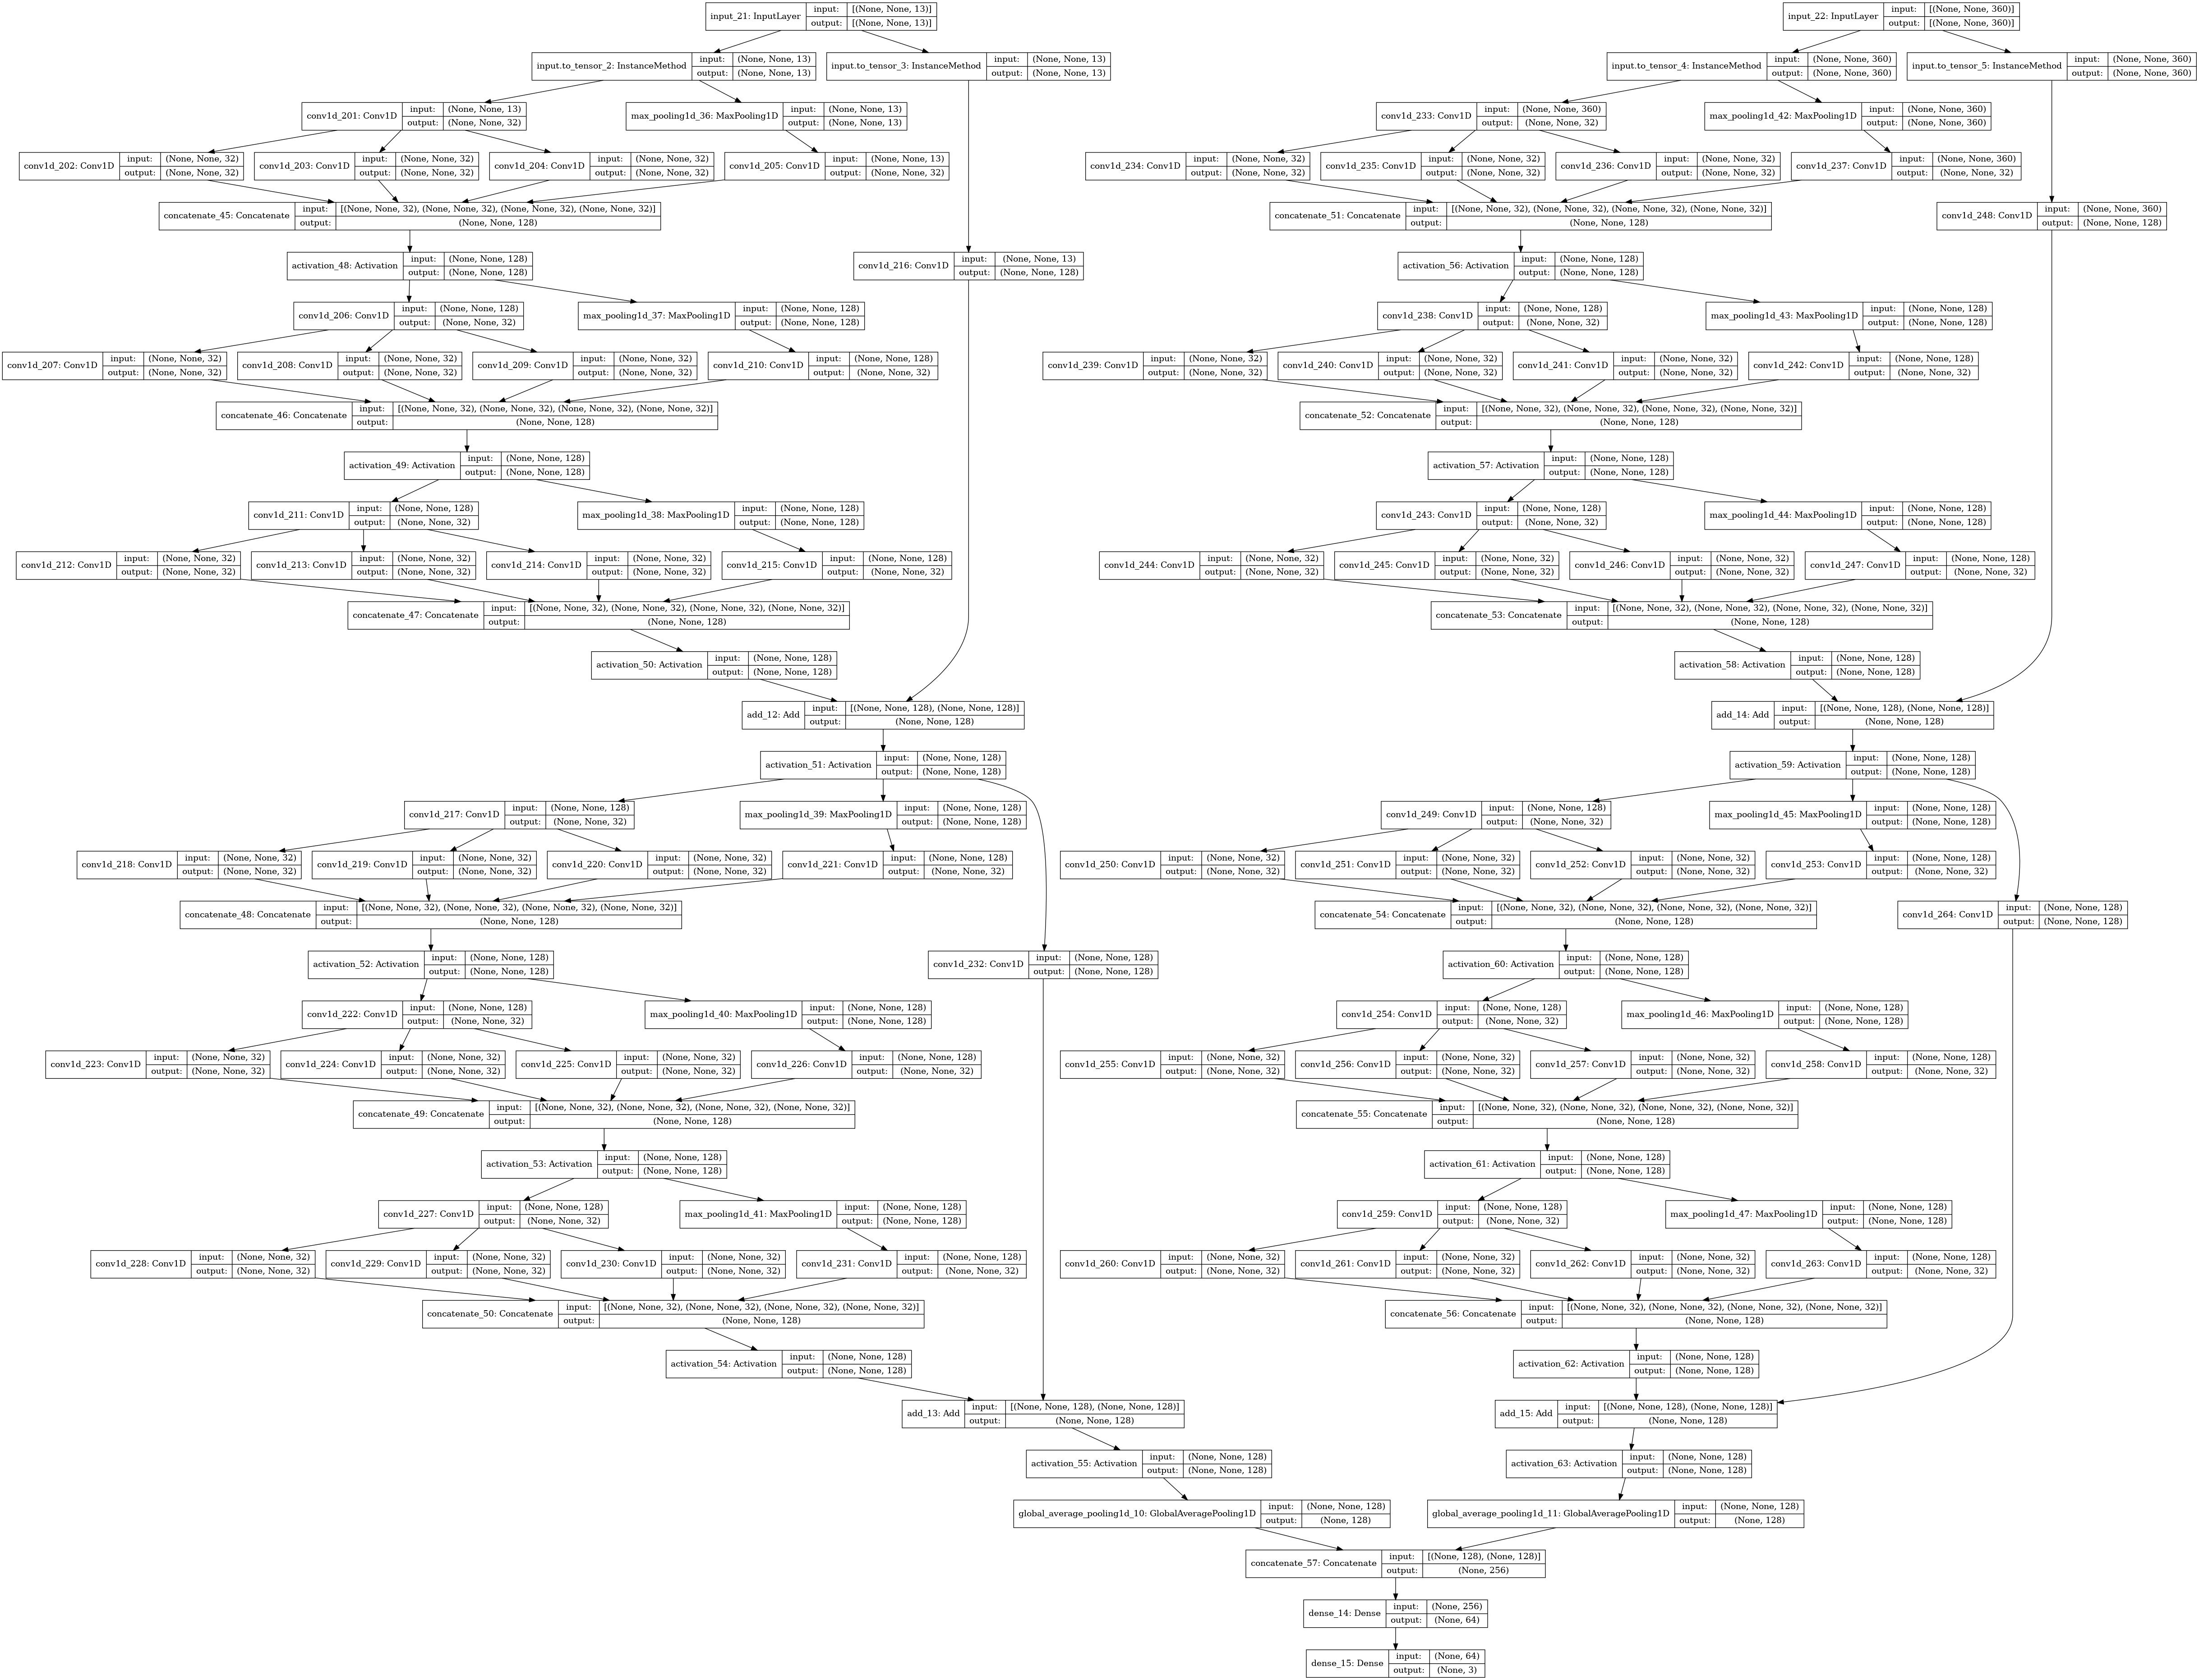 input_21: InputLayer
input: [(None, None, 13)]
output: [(None, None, 13)]
input_22: InputLayer
input: [(None, None, 360)]
output: [(None, None, 360)]
input.to_tensor_2: InstanceMethod
input: (None, None, 13)
output: (None, None, 13)
input.to_tensor_3: InstanceMethod
input: (None, None, 13)
output: (None, None, 13)
input.to_tensor_4: InstanceMethod
input: (None, None, 360)
output: (None, None, 360)
input.to_tensor_5: InstanceMethod
input: (None, None, 360)
output: (None, None, 360)
conv1d_201: Conv1D
input: (None, None, 13)
output: (None, None, 32)
max_pooling1d_36: MaxPooling1D
input: (None, None, 13)
output: (None, None, 13)
conv1d_233: Conv1D
input: (None, None, 360)
output: (None, None, 32)
max_pooling1d_42: MaxPooling1D
input: (None, None, 360)
output: (None, None, 360)
conv1d_202: Conv1D
input: (None, None, 32)
output: (None, None, 32)
conv1d_203: Conv1D
input: (None, None, 32)
output: (None, None, 32)
conv1d_204: Conv1D
input: (None, None, 32)
output: (None, None, 32)
conv1d_205: Conv1D
input: (None, None, 13)
output: (None, None, 32)
conv1d_234: Conv1D
input: (None, None, 32)
output: (None, None, 32)
conv1d_235: Conv1D
input: (None, None, 32)
output: (None, None, 32)
conv1d_236: Conv1D
input: (None, None, 32)
output: (None, None, 32)
conv1d_237: Conv1D
input: (None, None, 360)
output: (None, None, 32)
concatenate_45: Concatenate
input: [(None, None, 32), (None, None, 32), (None, None, 32), (None, None, 32)]
output: (None, None, 128)
concatenate_51: Concatenate
input: [(None, None, 32), (None, None, 32), (None, None, 32), (None, None, 32)]
output: (None, None, 128)
conv1d_248: Conv1D
input: (None, None, 360)
output: (None, None, 128)
activation_48: Activation
input: (None, None, 128)
output: (None, None, 128)
conv1d_216: Conv1D
input: (None, None, 13)
output: (None, None, 128)
activation_56: Activation
input: (None, None, 128)
output: (None, None, 128)
conv1d_206: Conv1D
input: (None, None, 128)
output: (None, None, 32)
max_pooling1d_37: MaxPooling1D
input: (None, None, 128)
output: (None, None, 128)
conv1d_238: Conv1D
input: (None, None, 128)
output: (None, None, 32)
max_pooling1d_43: MaxPooling1D
input: (None, None, 128)
output: (None, None, 128)
conv1d_207: Conv1D
input: (None, None, 32)
output: (None, None, 32)
conv1d_208: Conv1D
input: (None, None, 32)
output: (None, None, 32)
conv1d_209: Conv1D
input: (None, None, 32)
output: (None, None, 32)
conv1d_210: Conv1D
input: (None, None, 128)
output: (None, None, 32)
conv1d_239: Conv1D
input: (None, None, 32)
output: (None, None, 32)
conv1d_240: Conv1D
input: (None, None, 32)
output: (None, None, 32)
conv1d_241: Conv1D
input: (None, None, 32)
output: (None, None, 32)
conv1d_242: Conv1D
input: (None, None, 128)
output: (None, None, 32)
concatenate_46: Concatenate
input: [(None, None, 32), (None, None, 32), (None, None, 32), (None, None, 32)]
output: (None, None, 128)
concatenate_52: Concatenate
input: [(None, None, 32), (None, None, 32), (None, None, 32), (None, None, 32)]
output: (None, None, 128)
activation_49: Activation
input: (None, None, 128)
output: (None, None, 128)
activation_57: Activation
input: (None, None, 128)
output: (None, None, 128)
conv1d_211: Conv1D
input: (None, None, 128)
output: (None, None, 32)
max_pooling1d_38: MaxPooling1D
input: (None, None, 128)
output: (None, None, 128)
conv1d_243: Conv1D
input: (None, None, 128)
output: (None, None, 32)
max_pooling1d_44: MaxPooling1D
input: (None, None, 128)
output: (None, None, 128)
conv1d_212: Conv1D
input: (None, None, 32)
output: (None, None, 32)
conv1d_213: Conv1D
input: (None, None, 32)
output: (None, None, 32)
conv1d_214: Conv1D
input: (None, None, 32)
output: (None, None, 32)
conv1d_215: Conv1D
input: (None, None, 128)
output: (None, None, 32)
conv1d_244: Conv1D
input: (None, None, 32)
output: (None, None, 32)
conv1d_245: Conv1D
input: (None, None, 32)
output: (None, None, 32)
conv1d_246: Conv1D
input: (None, None, 32)
output: (None, None, 32)
conv1d_247: Conv1D
input: (None, None, 128)
output: (None, None, 32)
concatenate_47: Concatenate
input: [(None, None, 32), (None, None, 32), (None, None, 32), (None, None, 32)]
output: (None, None, 128)
concatenate_53: Concatenate
input: [(None, None, 32), (None, None, 32), (None, None, 32), (None, None, 32)]
output: (None, None, 128)
activation_50: Activation
input: (None, None, 128)
output: (None, None, 128)
activation_58: Activation
input: (None, None, 128)
output: (None, None, 128)
add_12: Add
input: [(None, None, 128), (None, None, 128)]
output: (None, None, 128)
add_14: Add
input: [(None, None, 128), (None, None, 128)]
output: (None, None, 128)
activation_51: Activation
input: (None, None, 128)
output: (None, None, 128)
activation_59: Activation
input: (None, None, 128)
output: (None, None, 128)
conv1d_217: Conv1D
input: (None, None, 128)
output: (None, None, 32)
max_pooling1d_39: MaxPooling1D
input: (None, None, 128)
output: (None, None, 128)
conv1d_249: Conv1D
input: (None, None, 128)
output: (None, None, 32)
max_pooling1d_45: MaxPooling1D
input: (None, None, 128)
output: (None, None, 128)
conv1d_218: Conv1D
input: (None, None, 32)
output: (None, None, 32)
conv1d_219: Conv1D
input: (None, None, 32)
output: (None, None, 32)
conv1d_220: Conv1D
input: (None, None, 32)
output: (None, None, 32)
conv1d_221: Conv1D
input: (None, None, 128)
output: (None, None, 32)
conv1d_250: Conv1D
input: (None, None, 32)
output: (None, None, 32)
conv1d_251: Conv1D
input: (None, None, 32)
output: (None, None, 32)
conv1d_252: Conv1D
input: (None, None, 32)
output: (None, None, 32)
conv1d_253: Conv1D
input: (None, None, 128)
output: (None, None, 32)
concatenate_48: Concatenate
input: [(None, None, 32), (None, None, 32), (None, None, 32), (None, None, 32)]
output: (None, None, 128)
concatenate_54: Concatenate
input: [(None, None, 32), (None, None, 32), (None, None, 32), (None, None, 32)]
output: (None, None, 128)
conv1d_264: Conv1D
input: (None, None, 128)
output: (None, None, 128)
activation_52: Activation
input: (None, None, 128)
output: (None, None, 128)
conv1d_232: Conv1D
input: (None, None, 128)
output: (None, None, 128)
activation_60: Activation
input: (None, None, 128)
output: (None, None, 128)
conv1d_222: Conv1D
input: (None, None, 128)
output: (None, None, 32)
max_pooling1d_40: MaxPooling1D
input: (None, None, 128)
output: (None, None, 128)
conv1d_254: Conv1D
input: (None, None, 128)
output: (None, None, 32)
max_pooling1d_46: MaxPooling1D
input: (None, None, 128)
output: (None, None, 128)
conv1d_223: Conv1D
input: (None, None, 32)
output: (None, None, 32)
conv1d_224: Conv1D
input: (None, None, 32)
output: (None, None, 32)
conv1d_225: Conv1D
input: (None, None, 32)
output: (None, None, 32)
conv1d_226: Conv1D
input: (None, None, 128)
output: (None, None, 32)
conv1d_255: Conv1D
input: (None, None, 32)
output: (None, None, 32)
conv1d_256: Conv1D
input: (None, None, 32)
output: (None, None, 32)
conv1d_257: Conv1D
input: (None, None, 32)
output: (None, None, 32)
conv1d_258: Conv1D
input: (None, None, 128)
output: (None, None, 32)
concatenate_49: Concatenate
input: [(None, None, 32), (None, None, 32), (None, None, 32), (None, None, 32)]
output: (None, None, 128)
concatenate_55: Concatenate
input: [(None, None, 32), (None, None, 32), (None, None, 32), (None, None, 32)]
output: (None, None, 128)
activation_53: Activation
input: (None, None, 128)
output: (None, None, 128)
activation_61: Activation
input: (None, None, 128)
output: (None, None, 128)
conv1d_227: Conv1D
input: (None, None, 128)
output: (None, None, 32)
max_pooling1d_41: MaxPooling1D
input: (None, None, 128)
output: (None, None, 128)
conv1d_259: Conv1D
input: (None, None, 128)
output: (None, None, 32)
max_pooling1d_47: MaxPooling1D
input: (None, None, 128)
output: (None, None, 128)
conv1d_228: Conv1D
input: (None, None, 32)
output: (None, None, 32)
conv1d_229: Conv1D
input: (None, None, 32)
output: (None, None, 32)
conv1d_230: Conv1D
input: (None, None, 32)
output: (None, None, 32)
conv1d_231: Conv1D
input: (None, None, 128)
output: (None, None, 32)
conv1d_260: Conv1D
input: (None, None, 32)
output: (None, None, 32)
conv1d_261: Conv1D
input: (None, None, 32)
output: (None, None, 32)
conv1d_262: Conv1D
input: (None, None, 32)
output: (None, None, 32)
conv1d_263: Conv1D
input: (None, None, 128)
output: (None, None, 32)
concatenate_50: Concatenate
input: [(None, None, 32), (None, None, 32), (None, None, 32), (None, None, 32)]
output: (None, None, 128)
concatenate_56: Concatenate
input: [(None, None, 32), (None, None, 32), (None, None, 32), (None, None, 32)]
output: (None, None, 128)
activation_54: Activation
input: (None, None, 128)
output: (None, None, 128)
activation_62: Activation
input: (None, None, 128)
output: (None, None, 128)
add_13: Add
input: [(None, None, 128), (None, None, 128)]
output: (None, None, 128)
add_15: Add
input: [(None, None, 128), (None, None, 128)]
output: (None, None, 128)
activation_55: Activation
input: (None, None, 128)
output: (None, None, 128)
activation_63: Activation
input: (None, None, 128)
output: (None, None, 128)
global_average_pooling1d_10: GlobalAveragePooling1D
input: (None, None, 128)
output: (None, 128)
global_average_pooling1d_11: GlobalAveragePooling1D
input: (None, None, 128)
output: (None, 128)
concatenate_57: Concatenate
input: [(None, 128), (None, 128)]
output: (None, 256)
dense_14: Dense
input: (None, 256)
output: (None, 64)
dense_15: Dense
input: (None, 64)
output: (None, 3)